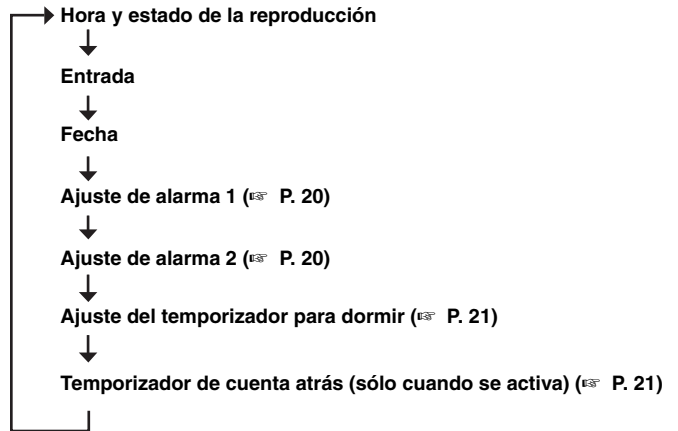 Hora y estado de la reproducción
Entrada
Fecha
Ajuste de alarma 1 (☞ P. 20)
Ajuste de alarma 2 (☞ P. 20)
Ajuste del temporizador para dormir (☞ P. 21)
Temporizador de cuenta atrás (sólo cuando se activa) (☞ P. 21)